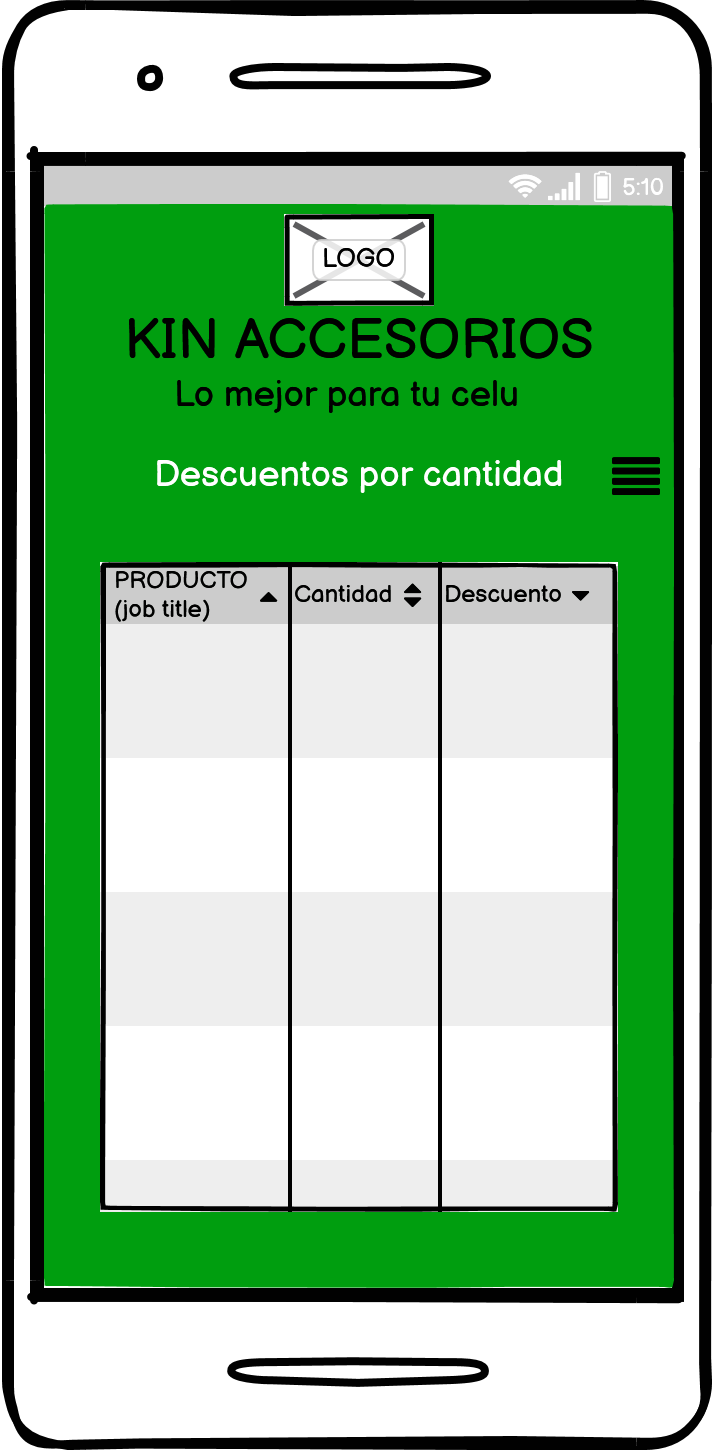 5:10
LOGO
KIN ACCESORIOS
Lo mejor para tu celu
Descuentos por cantidad
PRODUCTO
(job title)
Cantidad
Descuento